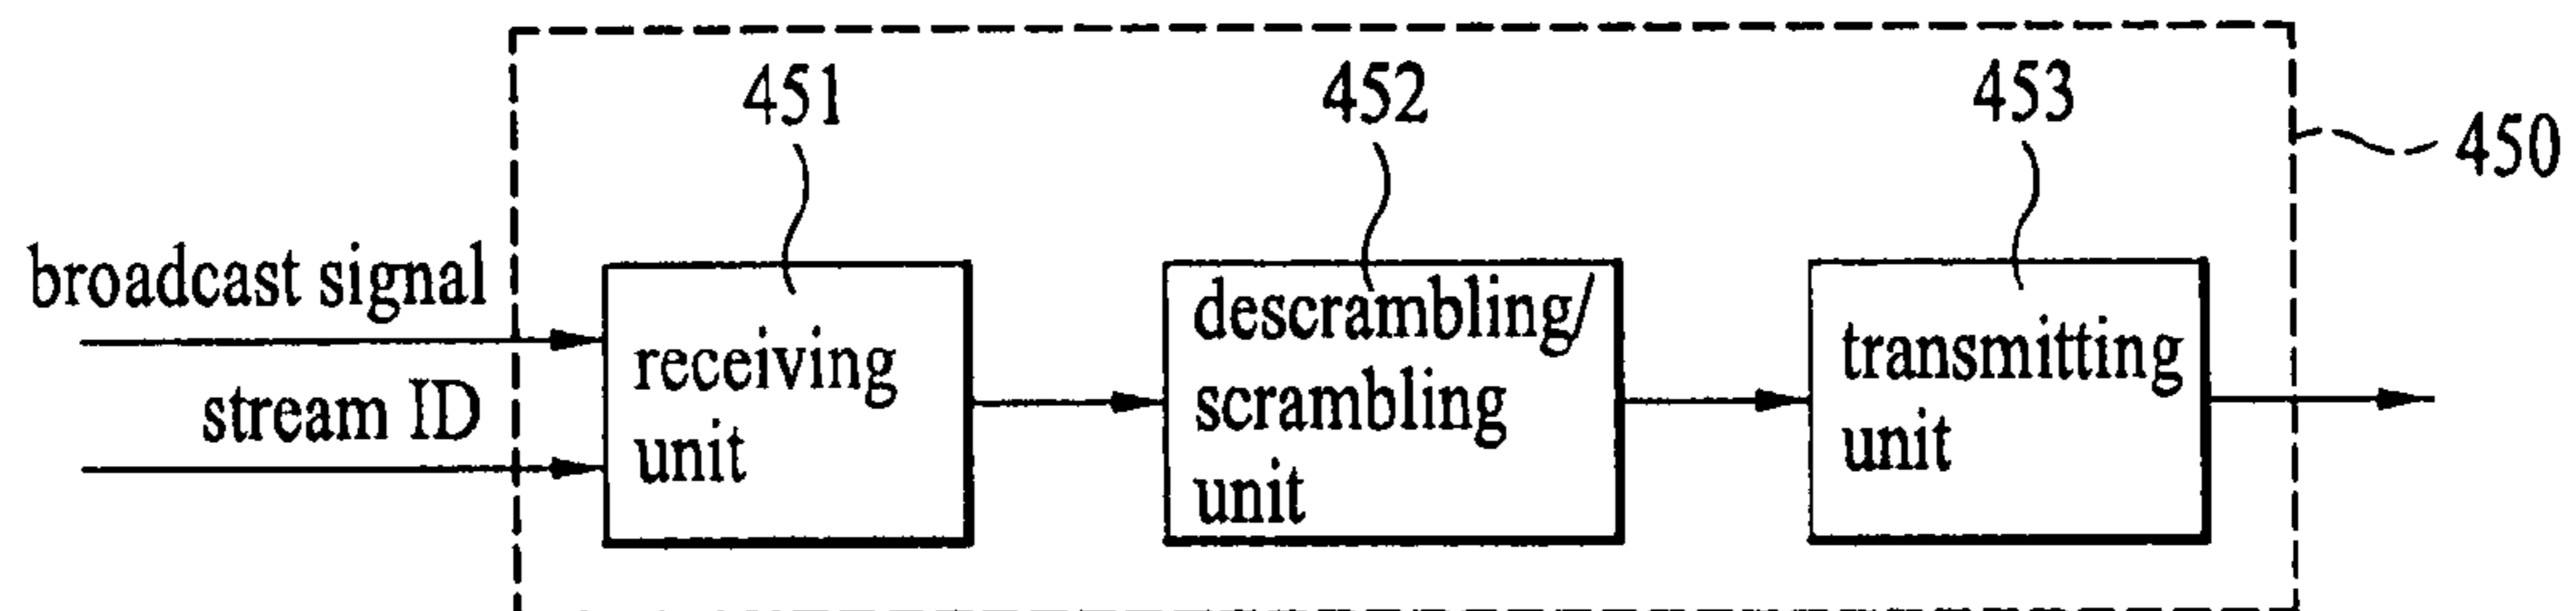 451
452
453
450
broadcast signal
stream ID
receiving
unit
descrambling/
scrambling
unit
transmitting
unit